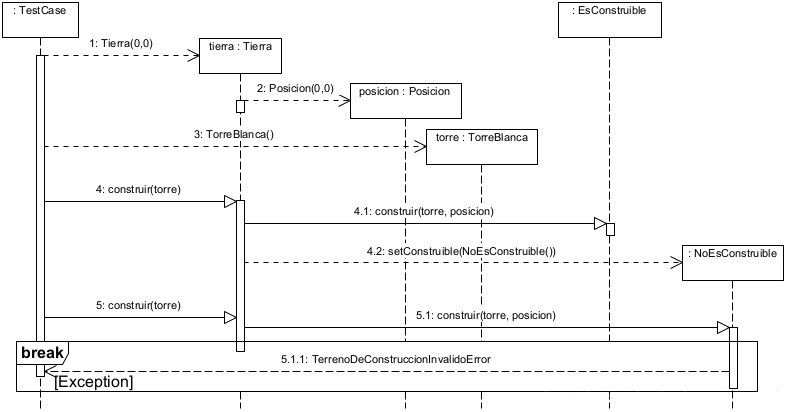 : TestCase
: EsConstruible
1: Tierra(0,0)
tierra : Tierra
2: Posicion(0,0)
posicion : Posicion
3: TorreBlanca()
torre : TorreBlanca
4: construir(torre)
4.1: construir(torre, posicion)
4.2: setConstruible(NoEsConstruible())
: NoEsConstruible
5: construir(torre)
5.1: construir(torre, posicion)
break
5.1.1: TerrenoDeConstruccionInvalidoError
[Exception]